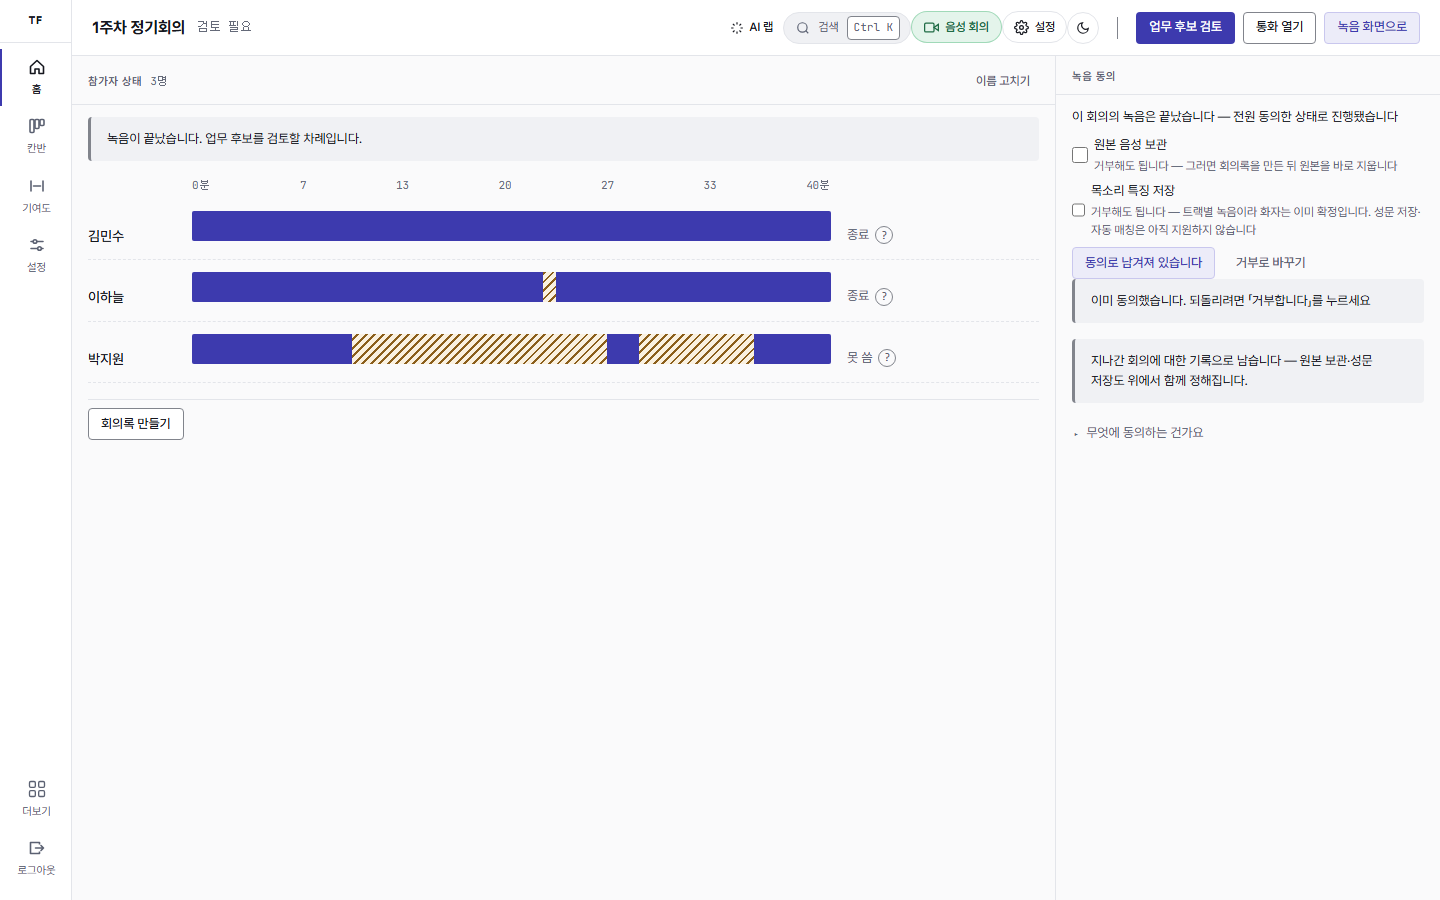 TF
홈
칸반
기여도
설정
더보기
로그아웃
1주차 정기회의 검토 필요
AI 랩
검색 Ctrl K
음성 회의
설정
업무 후보 검토
통화 열기
녹음 화면으로
참가자 상태 3명
이름 고치기
녹음이 끝났습니다. 업무 후보를 검토할 차례입니다.
0분 7 13 20 27 33 40분
김민수 종료 ?
이하늘 종료 ?
박지원 못 씀 ?
회의록 만들기
녹음 동의
이 회의의 녹음은 끝났습니다 — 전원 동의한 상태로 진행됐습니다
원본 음성 보관
거부해도 됩니다 — 그러면 회의록을 만든 뒤 원본을 바로 지웁니다
목소리 특징 저장
거부해도 됩니다 — 트랙별 녹음이라 화자는 이미 확정입니다. 성문 저장·
자동 매칭은 아직 지원하지 않습니다
동의로 남겨져 있습니다 거부로 바꾸기
이미 동의했습니다. 되돌리려면 「거부합니다」를 누르세요
지나간 회의에 대한 기록으로 남습니다 — 원본 보관·성문
저장도 위에서 함께 정해집니다.
무엇에 동의하는 건가요